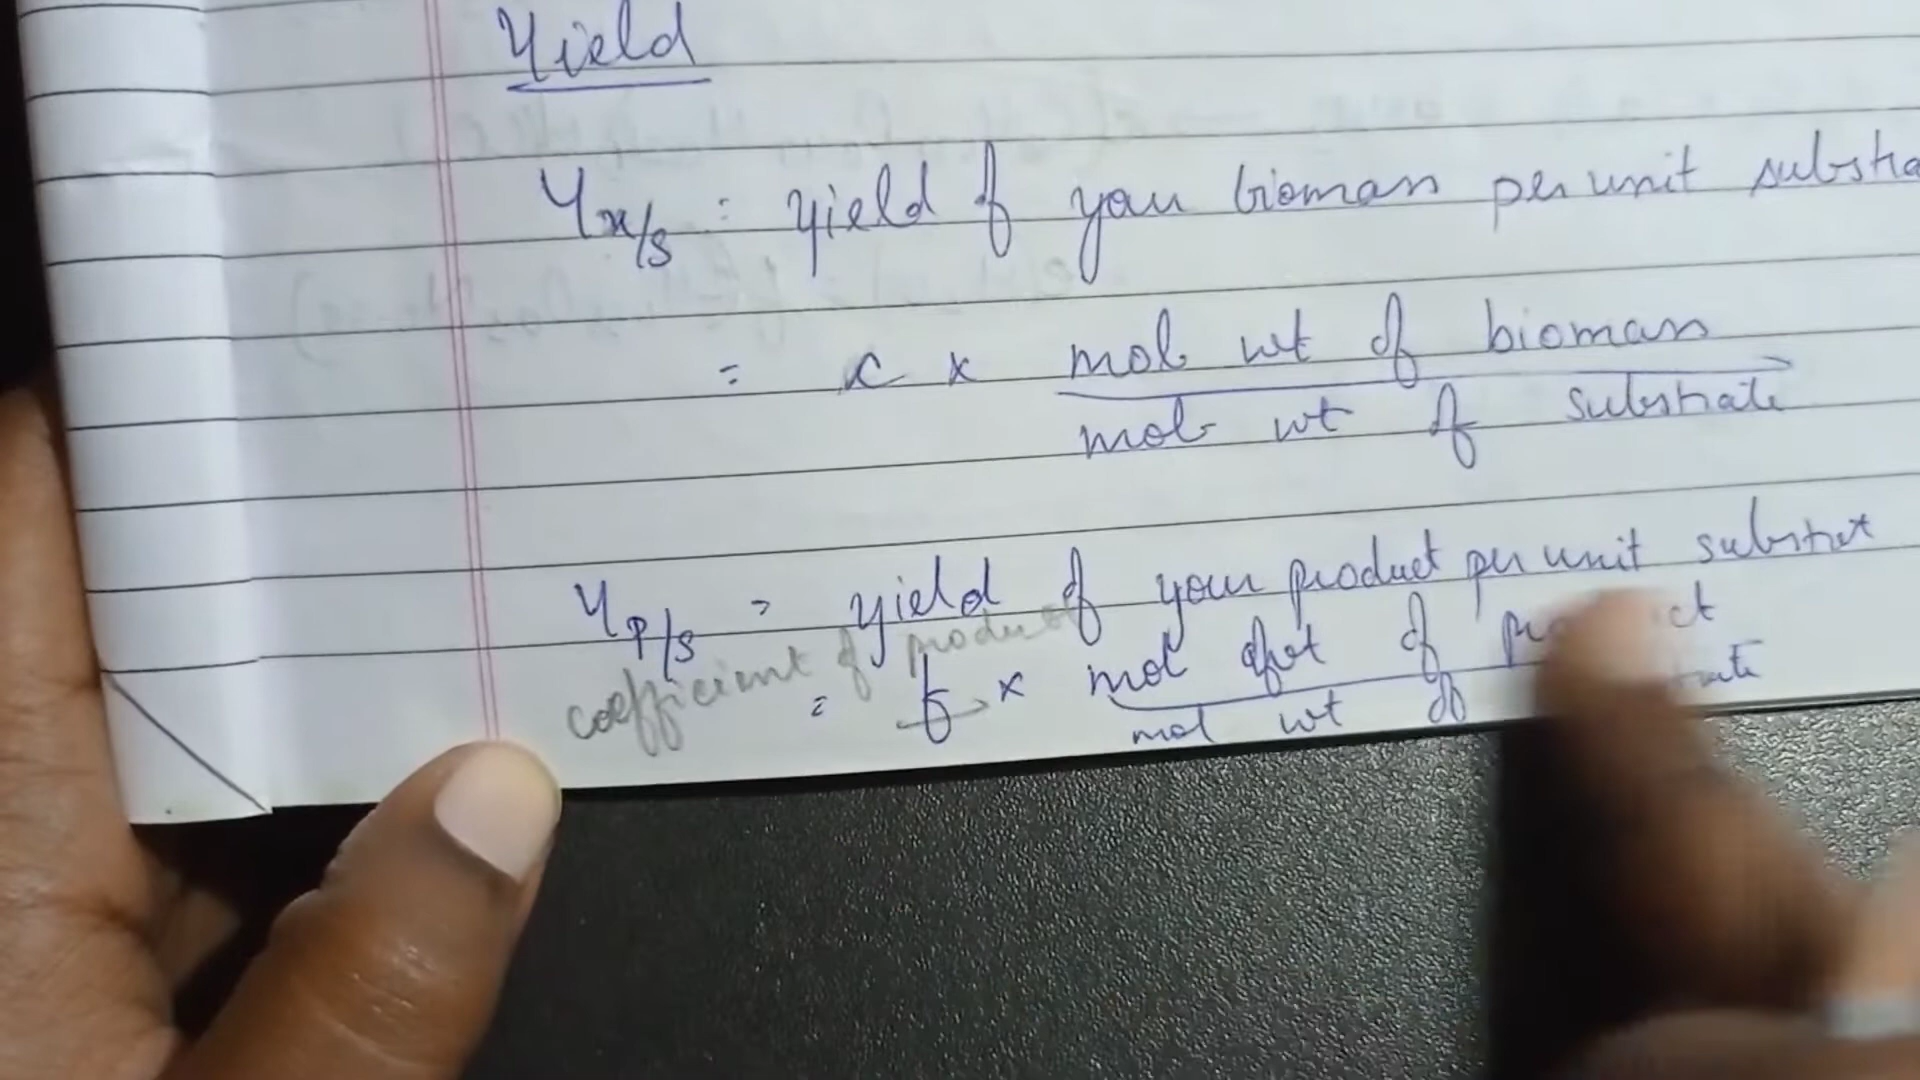 Yield
Yx/s = yield of your biomass per unit substra
= c x mol wt of biomass
mol wt of substrate
Yp/s = yield of your product per unit substrat
coefficient of product
= f x mol wt of product
mol wt of